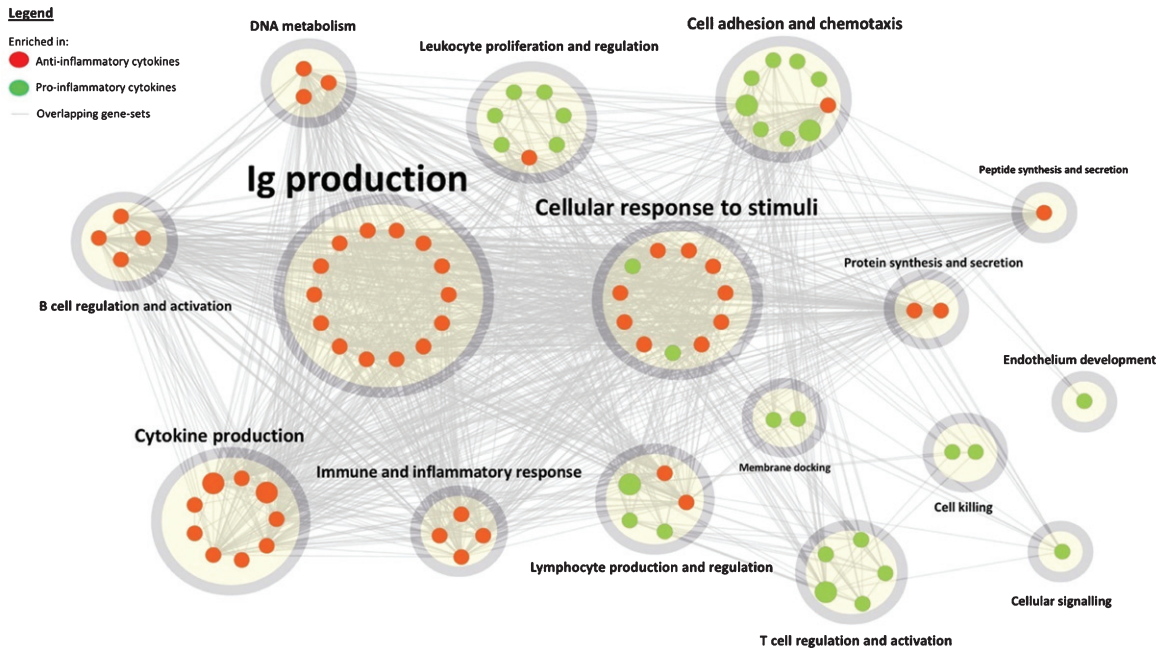 Legend
Enriched in:
Anti-inflammatory cytokines
Pro-inflammatory cytokines
Overlapping gene-sets
DNA metabolism
Leukocyte proliferation and regulation
Cell adhesion and chemotaxis
Ig production
Cellular response to stimuli
Peptide synthesis and secretion
Protein synthesis and secretion
B cell regulation and activation
Endothelium development
Cytokine production
Immune and inflammatory response
Membrane docking
Cell killing
Lymphocyte production and regulation
Cellular signalling
T cell regulation and activation